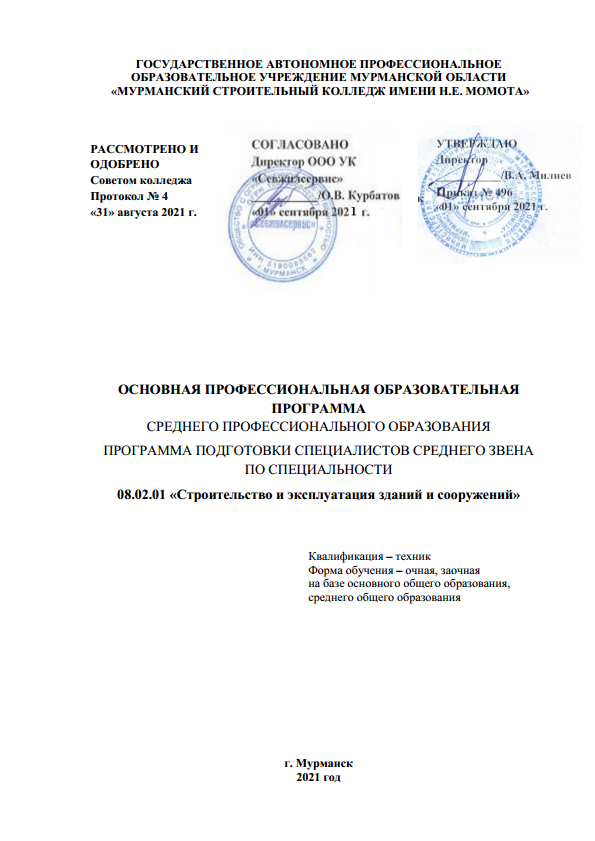 ГОСУДАРСТВЕННОЕ АВТОНОМНОЕ ПРОФЕССИОНАЛЬНОЕ
ОБРАЗОВАТЕЛЬНОЕ УЧРЕЖДЕНИЕ МУРМАНСКОЙ ОБЛАСТИ
«МУРМАНСКИЙ СТРОИТЕЛЬНЫЙ КОЛЛЕДЖ ИМЕНИ Н.Е. МОМОТА»
РАССМОТРЕНО И
ОДОБРЕНО
Советом колледжа
Протокол № 4
«31» августа 2021 г.
СОГЛАСОВАНО
Директор ООО УК
«Севжилсервис»
/О.В. Курбатов
«01» сентября 2021 г.
УТВЕРЖДАЮ
Директор
/В.А. Милиев
Приказ № 496
«01» сентября 2021 г.
ОСНОВНАЯ ПРОФЕССИОНАЛЬНАЯ ОБРАЗОВАТЕЛЬНАЯ
ПРОГРАММА
СРЕДНЕГО ПРОФЕССИОНАЛЬНОГО ОБРАЗОВАНИЯ
ПРОГРАММА ПОДГОТОВКИ СПЕЦИАЛИСТОВ СРЕДНЕГО ЗВЕНА
ПО СПЕЦИАЛЬНОСТИ
08.02.01 «Строительство и эксплуатация зданий и сооружений»
Квалификация – техник
Форма обучения – очная, заочная
на базе основного общего образования,
среднего общего образования
г. Мурманск
2021 год